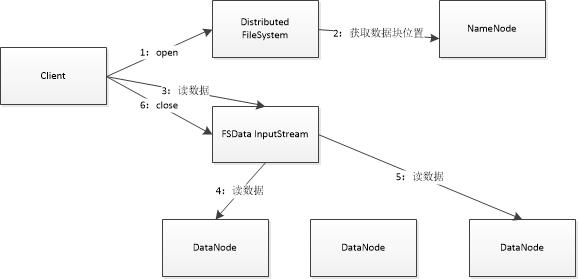 Distributed
FileSystem
NameNode
2: 获取数据块位置
1: open
Client
3: 读数据
6: close
FSData InputStream
4: 读数据
5: 读数据
DataNode
DataNode
DataNode